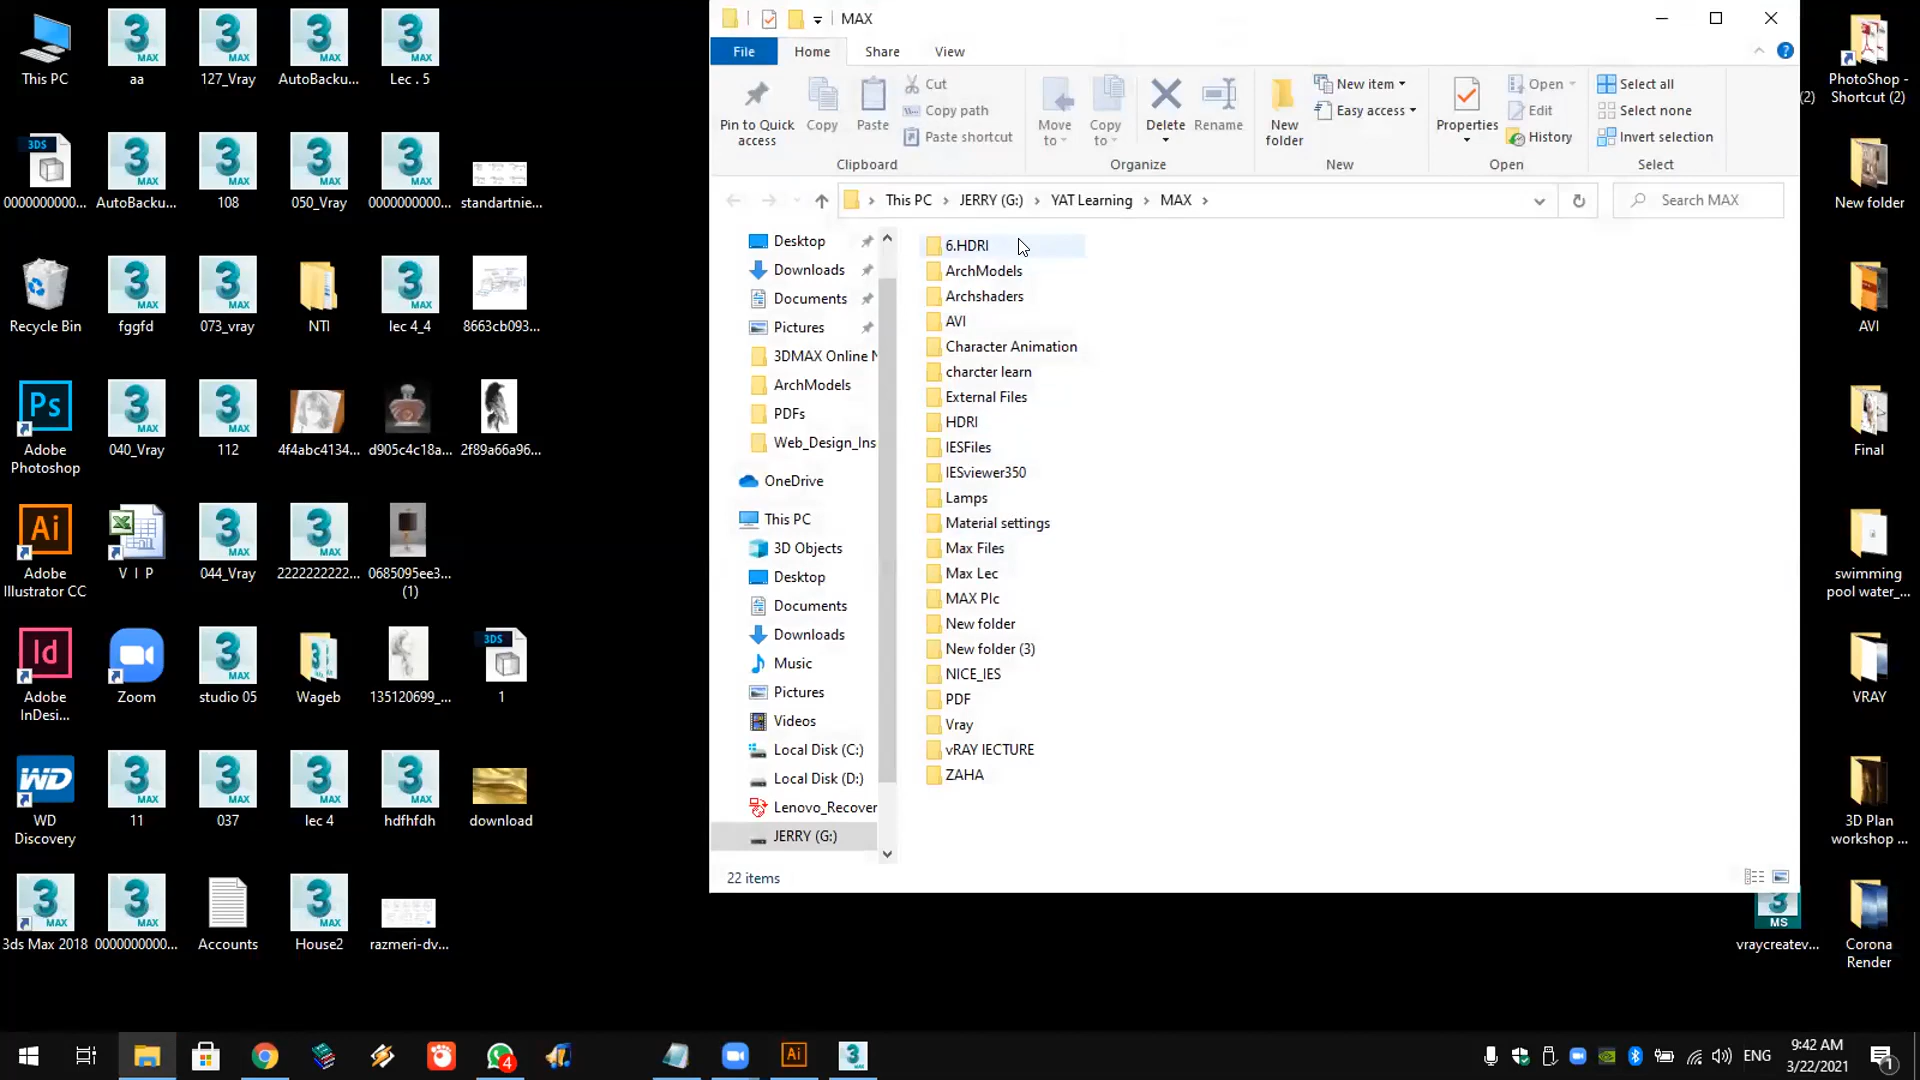 This PC
aa
127_Vray
AutoBacku...
Lec . 5
0000000000...
AutoBacku...
108
050_Vray
0000000000...
standartnie...
Recycle Bin
fggfd
073_vray
NTI
lec 4_4
8663cb093...
Adobe
Photoshop
040_Vray
112
4f4abc4134...
d905c4c18a...
2f89a66a96...
Adobe
Illustrator CC
V I P
044_Vray
2222222222...
0685095ee3...
(1)
Adobe
InDesi...
Zoom
studio 05
Wageb
135120699_...
1
WD
Discovery
11
037
lec 4
hdfhfdh
download
3ds Max 2018
0000000000...
Accounts
House2
razmeri-dv...
MAX
File
Home
Share
View
Pin to Quick
access
Copy
Paste
Cut
Copy path
Paste shortcut
Clipboard
Move
to
Copy
to
Delete
Rename
Organize
New
folder
New item
Easy access
New
Properties
Open
Edit
History
Open
Select all
Select none
Invert selection
Select
This PC
JERRY (G:)
YAT Learning
MAX
Search MAX
Desktop
Downloads
Documents
Pictures
3DMAX Online N
ArchModels
PDFs
Web_Design_Ins
OneDrive
This PC
3D Objects
Desktop
Documents
Downloads
Music
Pictures
Videos
Local Disk (C:)
Local Disk (D:)
Lenovo_Recover
JERRY (G:)
6.HDRI
ArchModels
Archshaders
AVI
Character Animation
charcter learn
External Files
HDRI
IESFiles
IESviewer350
Lamps
Material settings
Max Files
Max Lec
MAX PIc
New folder
New folder (3)
NICE_IES
PDF
Vray
vRAY lECTURE
ZAHA
22 items
PhotoShop -
(2)
Shortcut (2)
New folder
AVI
Final
swimming
pool water_...
VRAY
3D Plan
workshop ...
vraycreatev...
Corona
Render
4
ENG
9:42 AM
3/22/2021
1